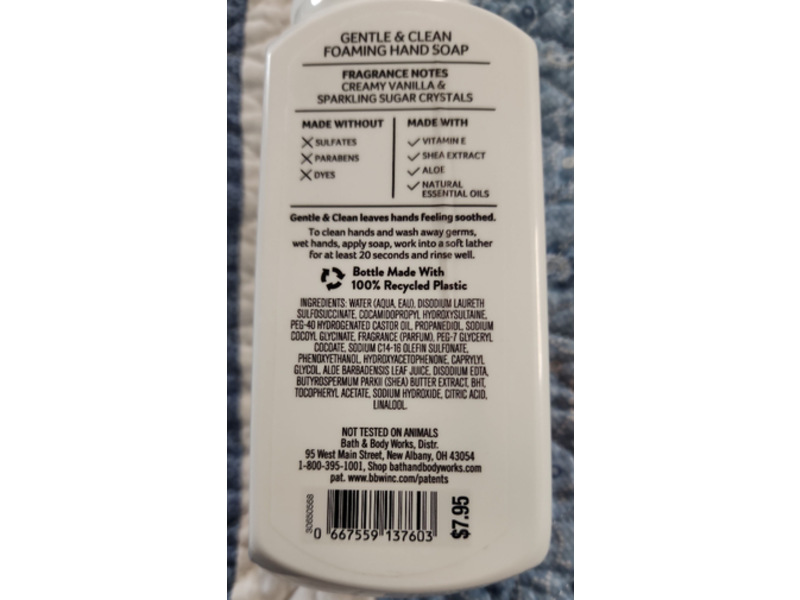 GENTLE & CLEAN
FOAMING HAND SOAP
FRAGRANCE NOTES
CREAMY VANILLA &
SPARKLING SUGAR CRYSTALS
MADE WITHOUT
SULFATES
PARABENS
DYES
MADE WITH
VITAMIN E
SHEA EXTRACT
ALOE
NATURAL
ESSENTIAL OILS
Gentle & Clean leaves hands feeling soothed.
To clean hands and wash away germs,
wet hands, apply soap, work into a soft lather
for at least 20 seconds and rinse well.
Bottle Made With
100% Recycled Plastic
INGREDIENTS: WATER (AQUA, EAU), DISODIUM LAURETH
SULFOSUCCINATE, COCAMIDOPROPYL HYDROXYSULTAINE,
PEG-40 HYDROGENATED CASTOR OIL, PROPANEDIOL, SODIUM
COCOYL GLYCINATE, FRAGRANCE (PARFUM), PEG-7 GLYCERYL
COCOATE, SODIUM C14-16 OLEFIN SULFONATE,
PHENOXYETHANOL, HYDROXYACETOPHENONE, CAPRYLYL
GLYCOL, ALOE BARBADENSIS LEAF JUICE, DISODIUM EDTA,
BUTYROSPERMUM PARKII (SHEA) BUTTER EXTRACT, BHT,
TOCOPHERYL ACETATE, SODIUM HYDROXIDE, CITRIC ACID,
LINALOOL.
NOT TESTED ON ANIMALS
Bath & Body Works, Distr.
95 West Main Street, New Albany, OH 43054
1-800-395-1001, Shop bathandbodyworks.com
pat. www.bbwinc.com/patents
30650568
0 667559 137603
$7.95